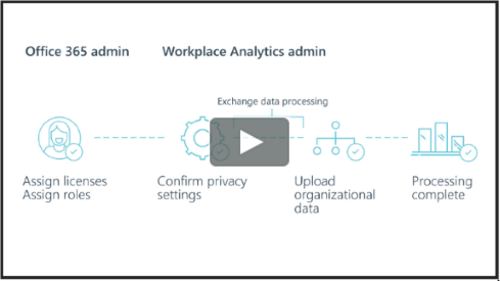 Office 365 admin
Workplace Analytics admin
Exchange data processing
Assign licenses
Assign roles
Confirm privacy
settings
Upload
organizational
data
Processing
complete